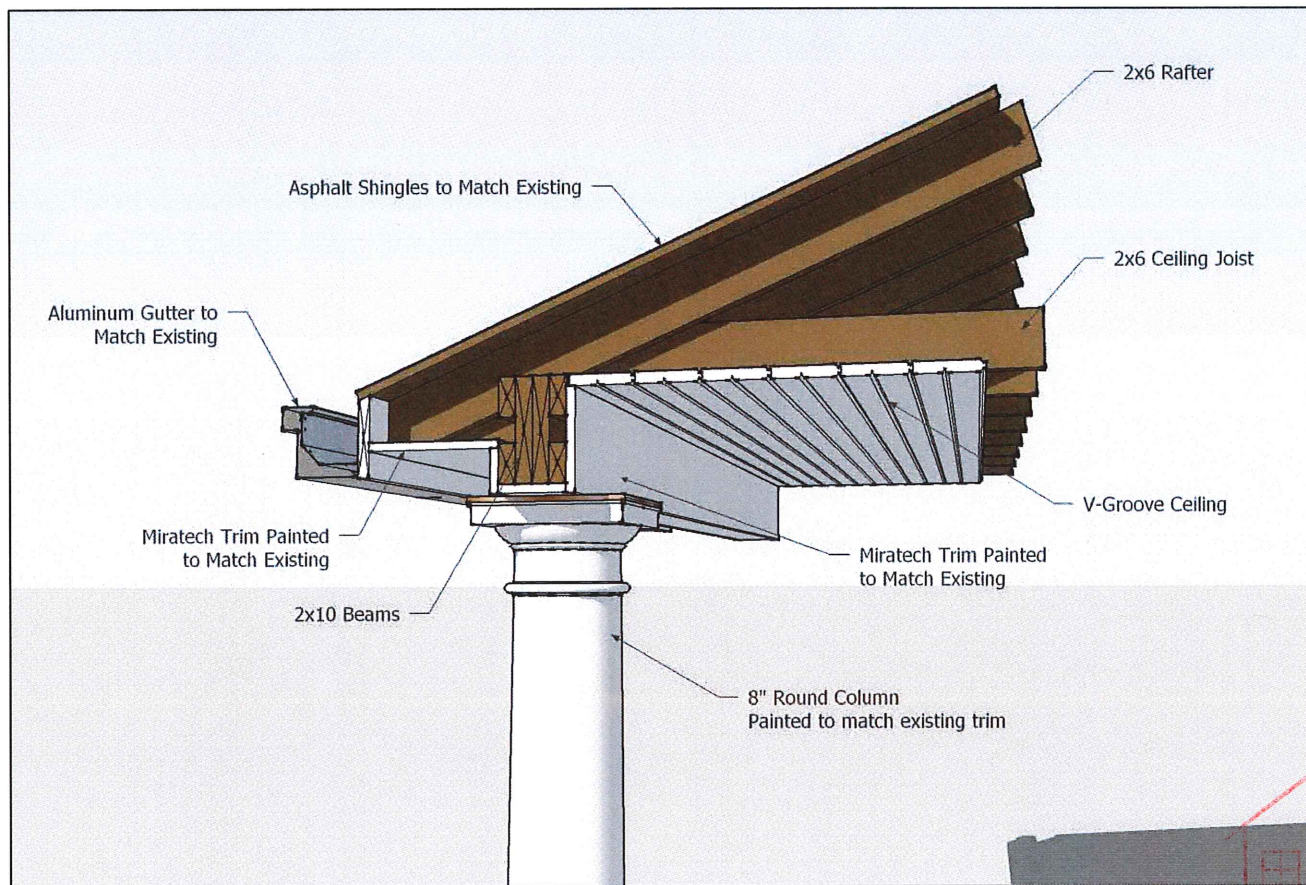 2x6 Rafter
Asphalt Shingles to Match Existing
2x6 Ceiling Joist
Aluminum Gutter to
Match Existing
V-Groove Ceiling
Miratech Trim Painted
to Match Existing
Miratech Trim Painted
to Match Existing
2x10 Beams
8" Round Column
Painted to match existing trim